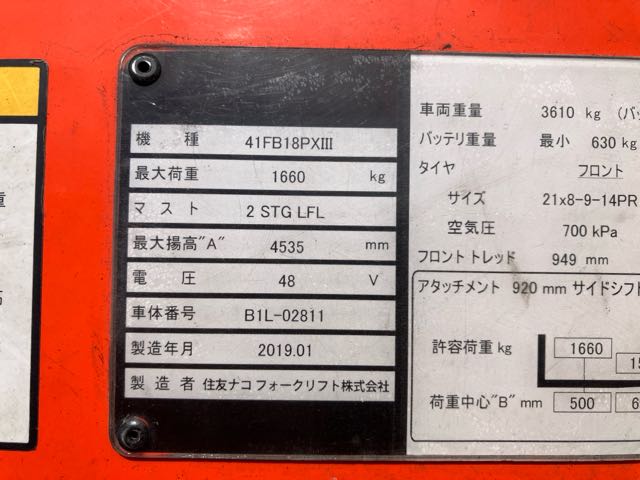 機 種 41FB18PXIII
最大荷重 1660 kg
マスト 2 STG LFL
最大揚高"A" 4535 mm
電 圧 48 V
車体番号 B1L-02811
製造年月 2019.01
製造者 住友ナコ フォークリフト株式会社
車両重量 3610 kg
バッテリ重量 最小 630 kg
タイヤ フロント
サイズ 21x8-9-14PR
空気圧 700 kPa
フロントトレッド 949 mm
アタッチメント 920 mm サイドシフト
許容荷重 kg 1660
荷重中心"B" mm 500